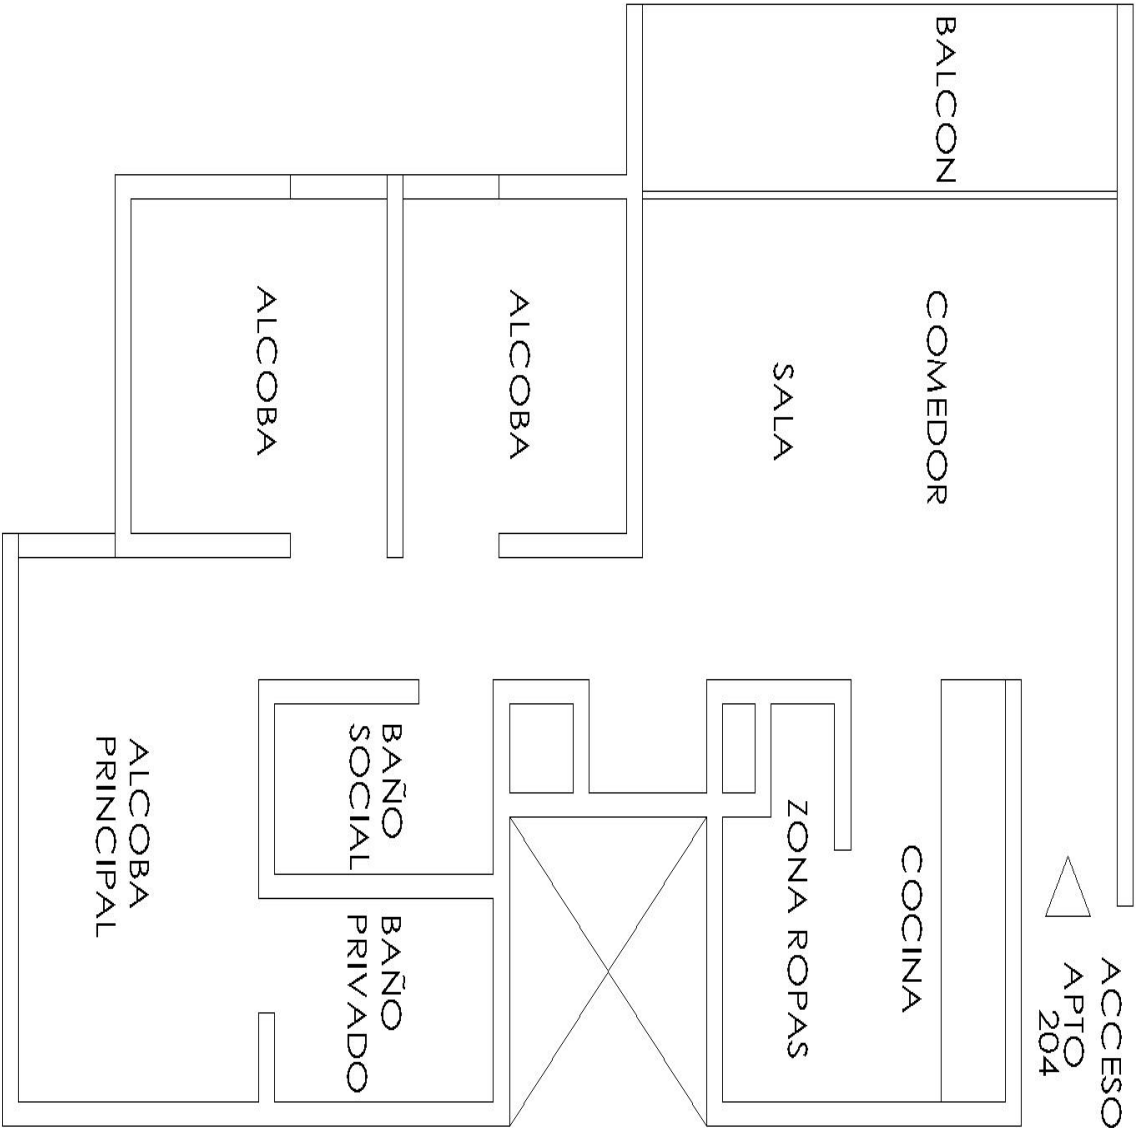 BALCON
COMEDOR
SALA
ALCOBA
ALCOBA
ACCESO
APTO
204
COCINA
ZONA ROPAS
BAÑO
SOCIAL
BAÑO
PRIVADO
ALCOBA
PRINCIPAL